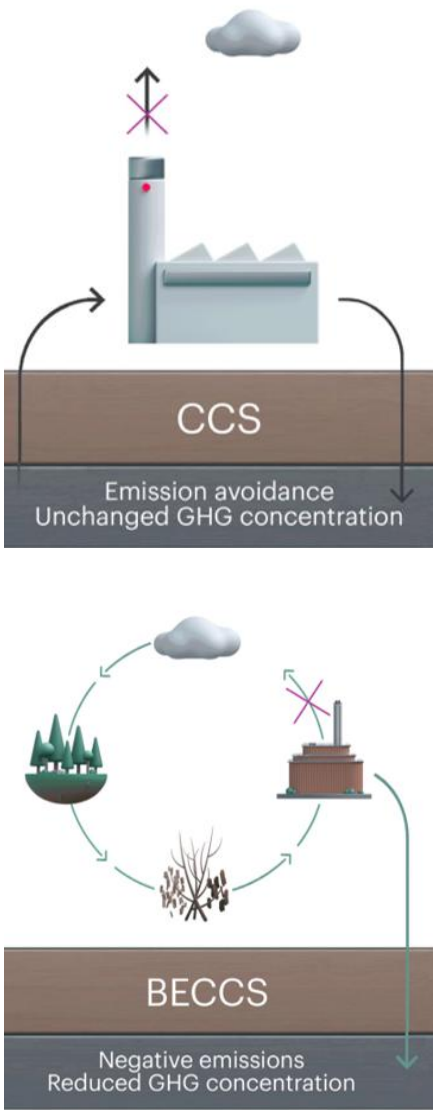 CCS
Emission avoidance
Unchanged GHG concentration
BECCS
Negative emissions
Reduced GHG concentration